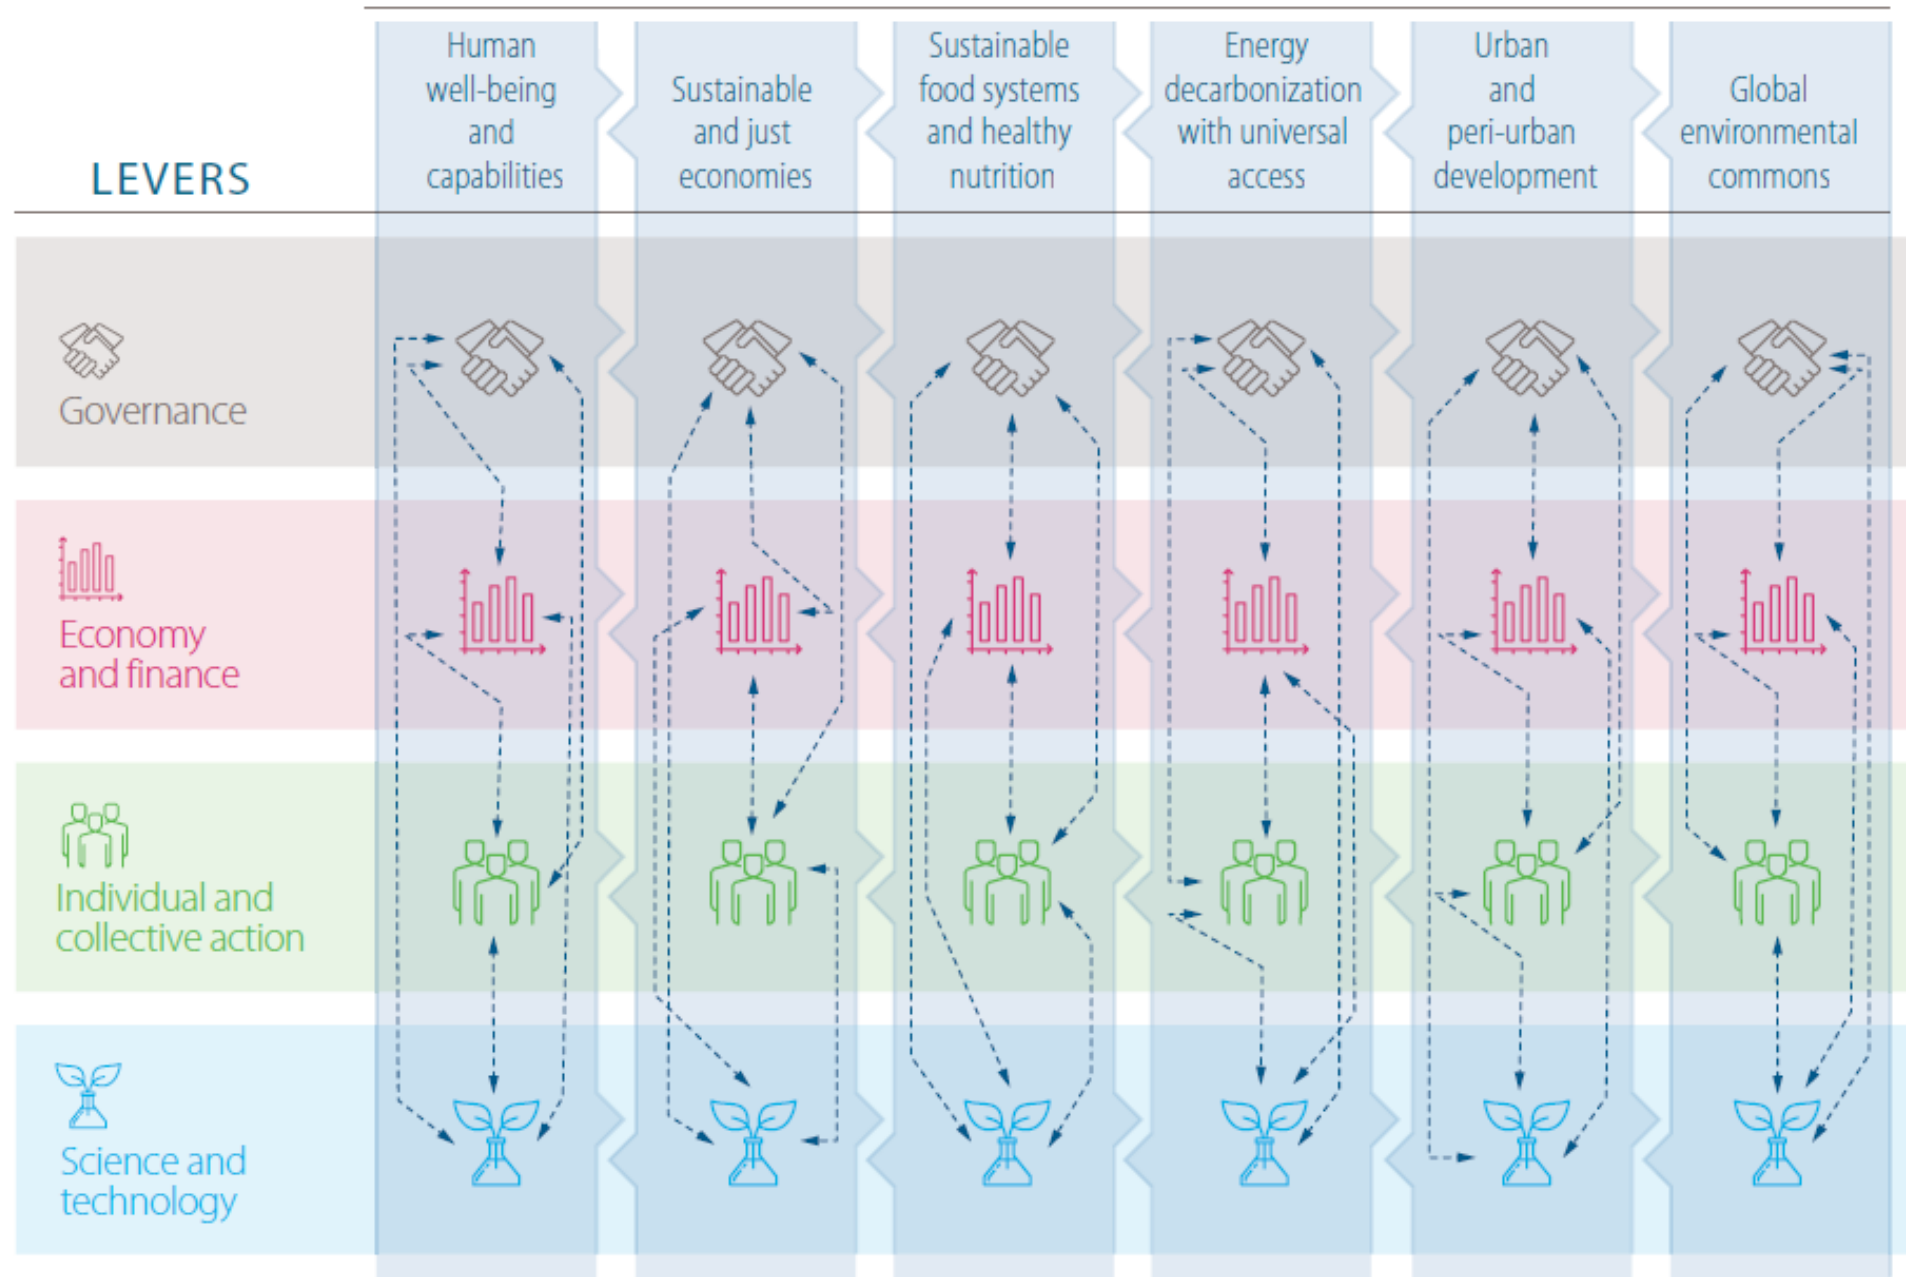 Human
well-being
and
capabilities
Sustainable
and just
economies
Sustainable
food systems
and healthy
nutrition
Energy
decarbonization
with universal
access
Urban
and
peri-urban
development
Global
environmental
commons
LEVERS
Governance
Economy
and finance
Individual and
collective action
Science and
technology